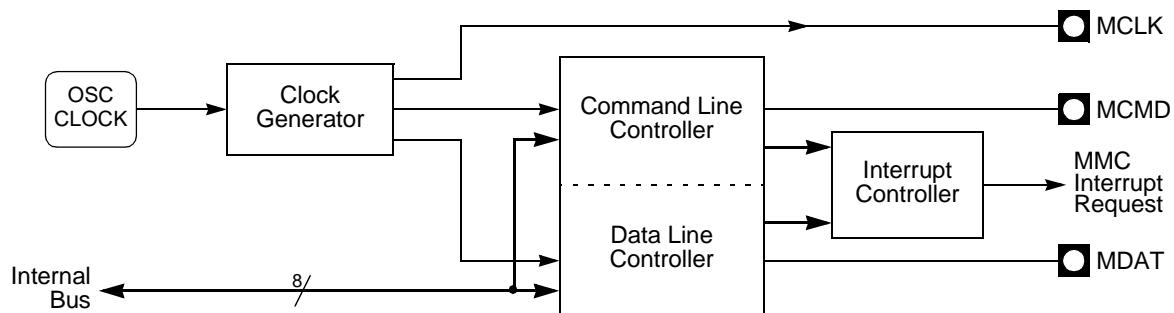 MCLK
OSC
CLOCK
Clock
Generator
Command Line
Controller
MCMD
Interrupt
Controller
MMC
Interrupt
Request
Data Line
Controller
MDAT
Internal
Bus
8